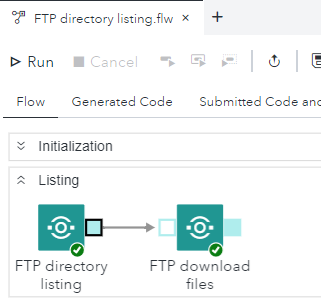 FTP directory listing.flw
Run
Cancel
Flow
Generated Code
Submitted Code and
Initialization
Listing
FTP directory
listing
FTP download
files